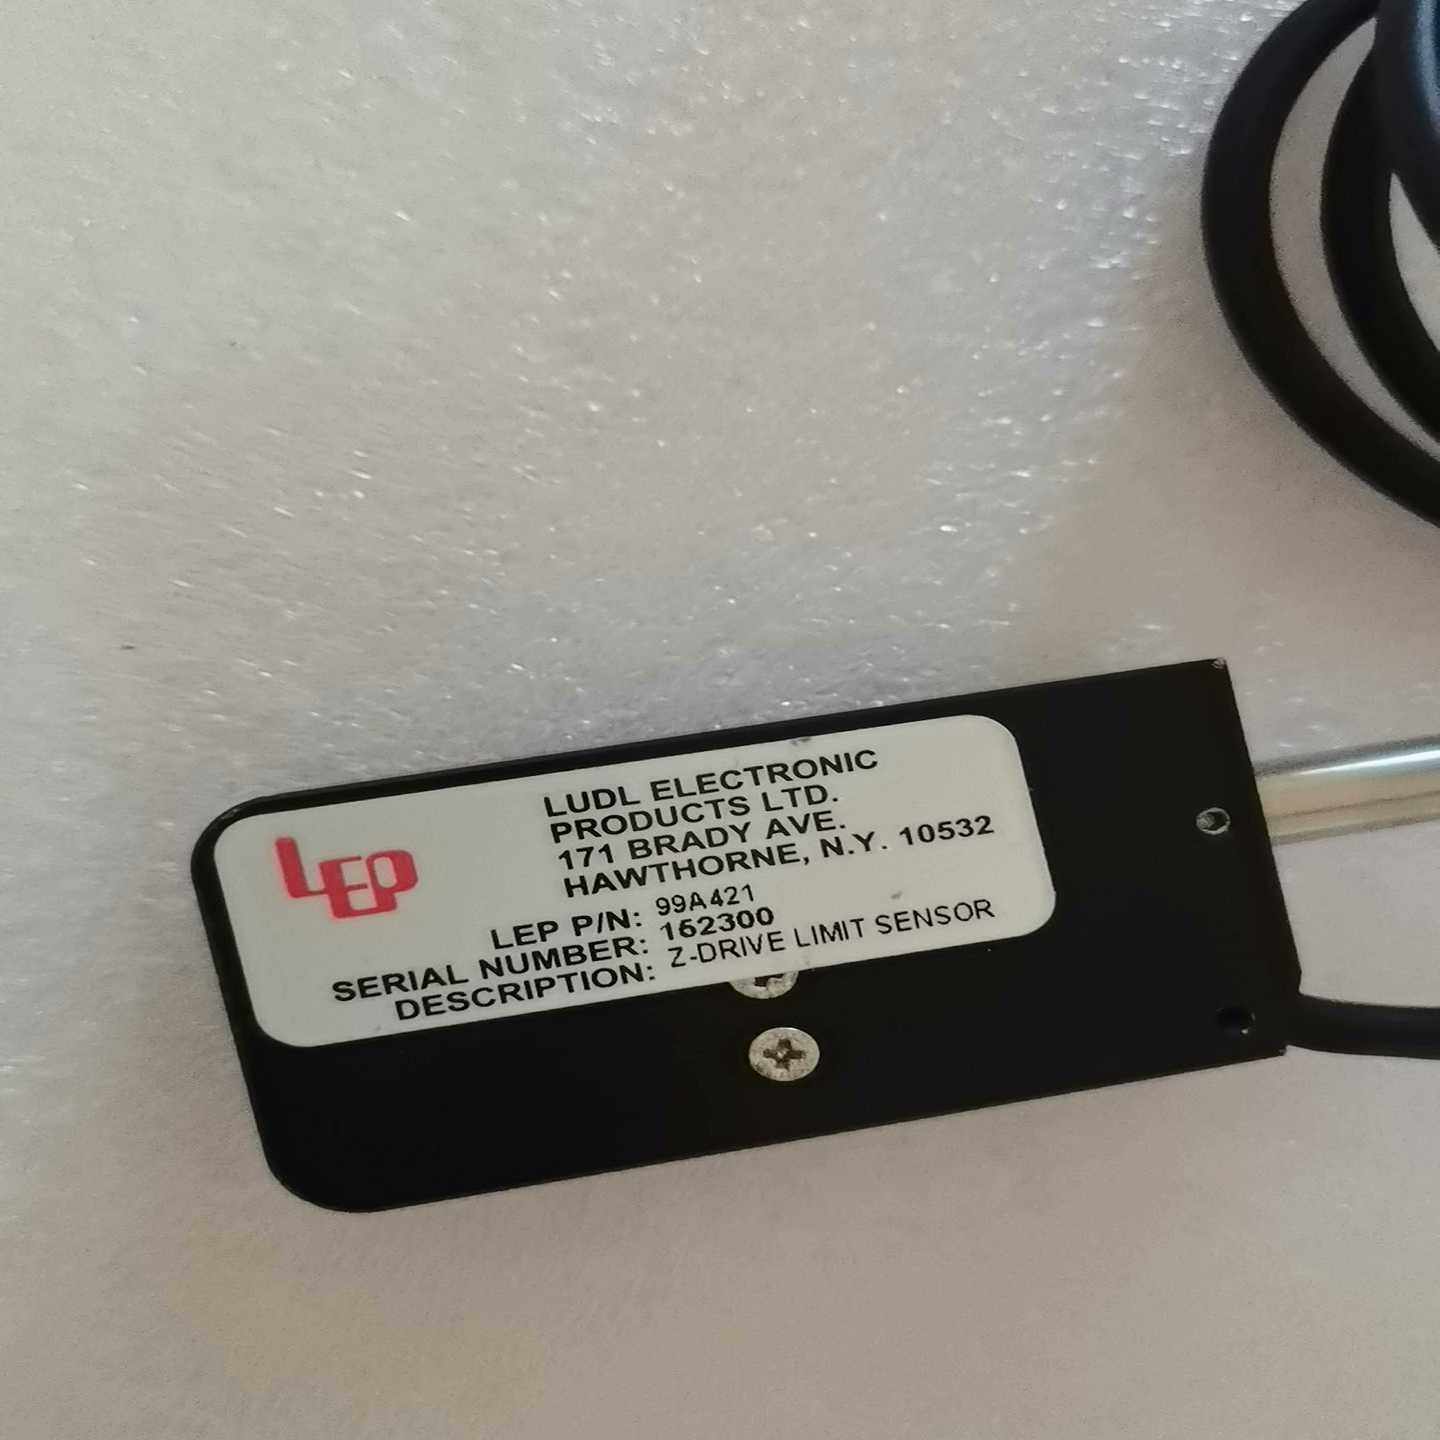 LEP
LUDL ELECTRONIC
PRODUCTS LTD.
171 BRADY AVE.
HAWTHORNE, N.Y. 10532
LEP P/N: 99A421
SERIAL NUMBER: 162300
DESCRIPTION: Z-DRIVE LIMIT SENSOR